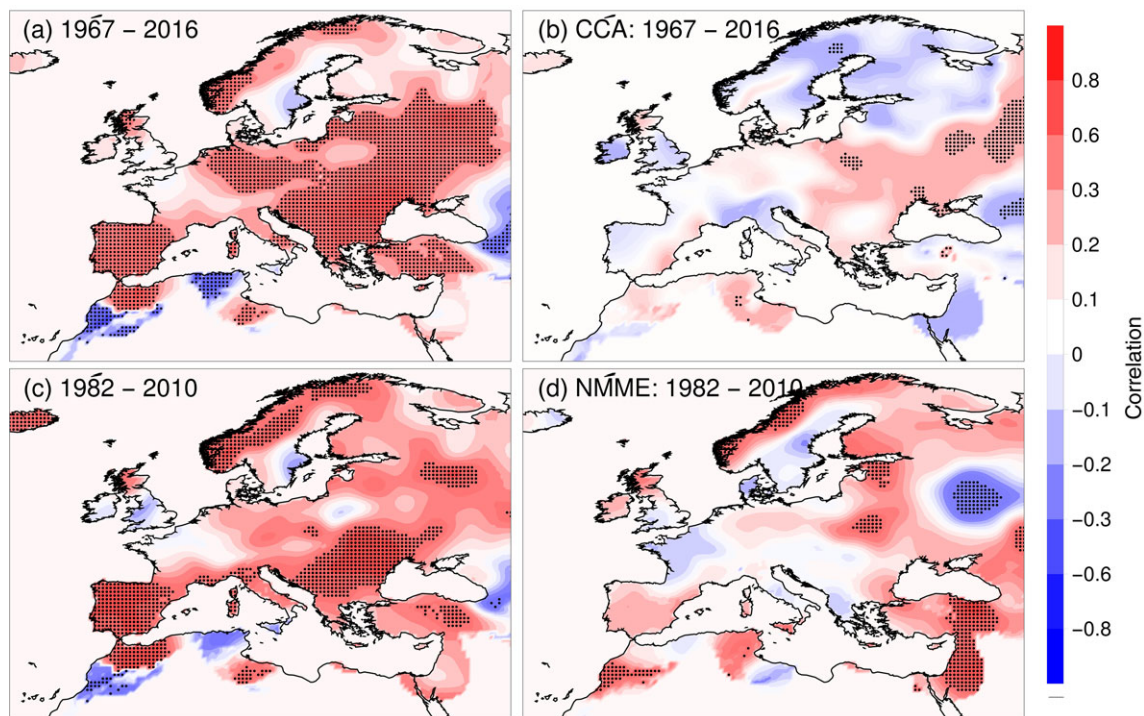 (a) 1967 – 2016
(b) CCA: 1967 – 2016
(c) 1982 – 2010
(d) NMME: 1982 – 2010
0.8
0.6
0.3
0.2
0.1
0
−0.1
−0.2
−0.3
−0.6
−0.8
Correlation